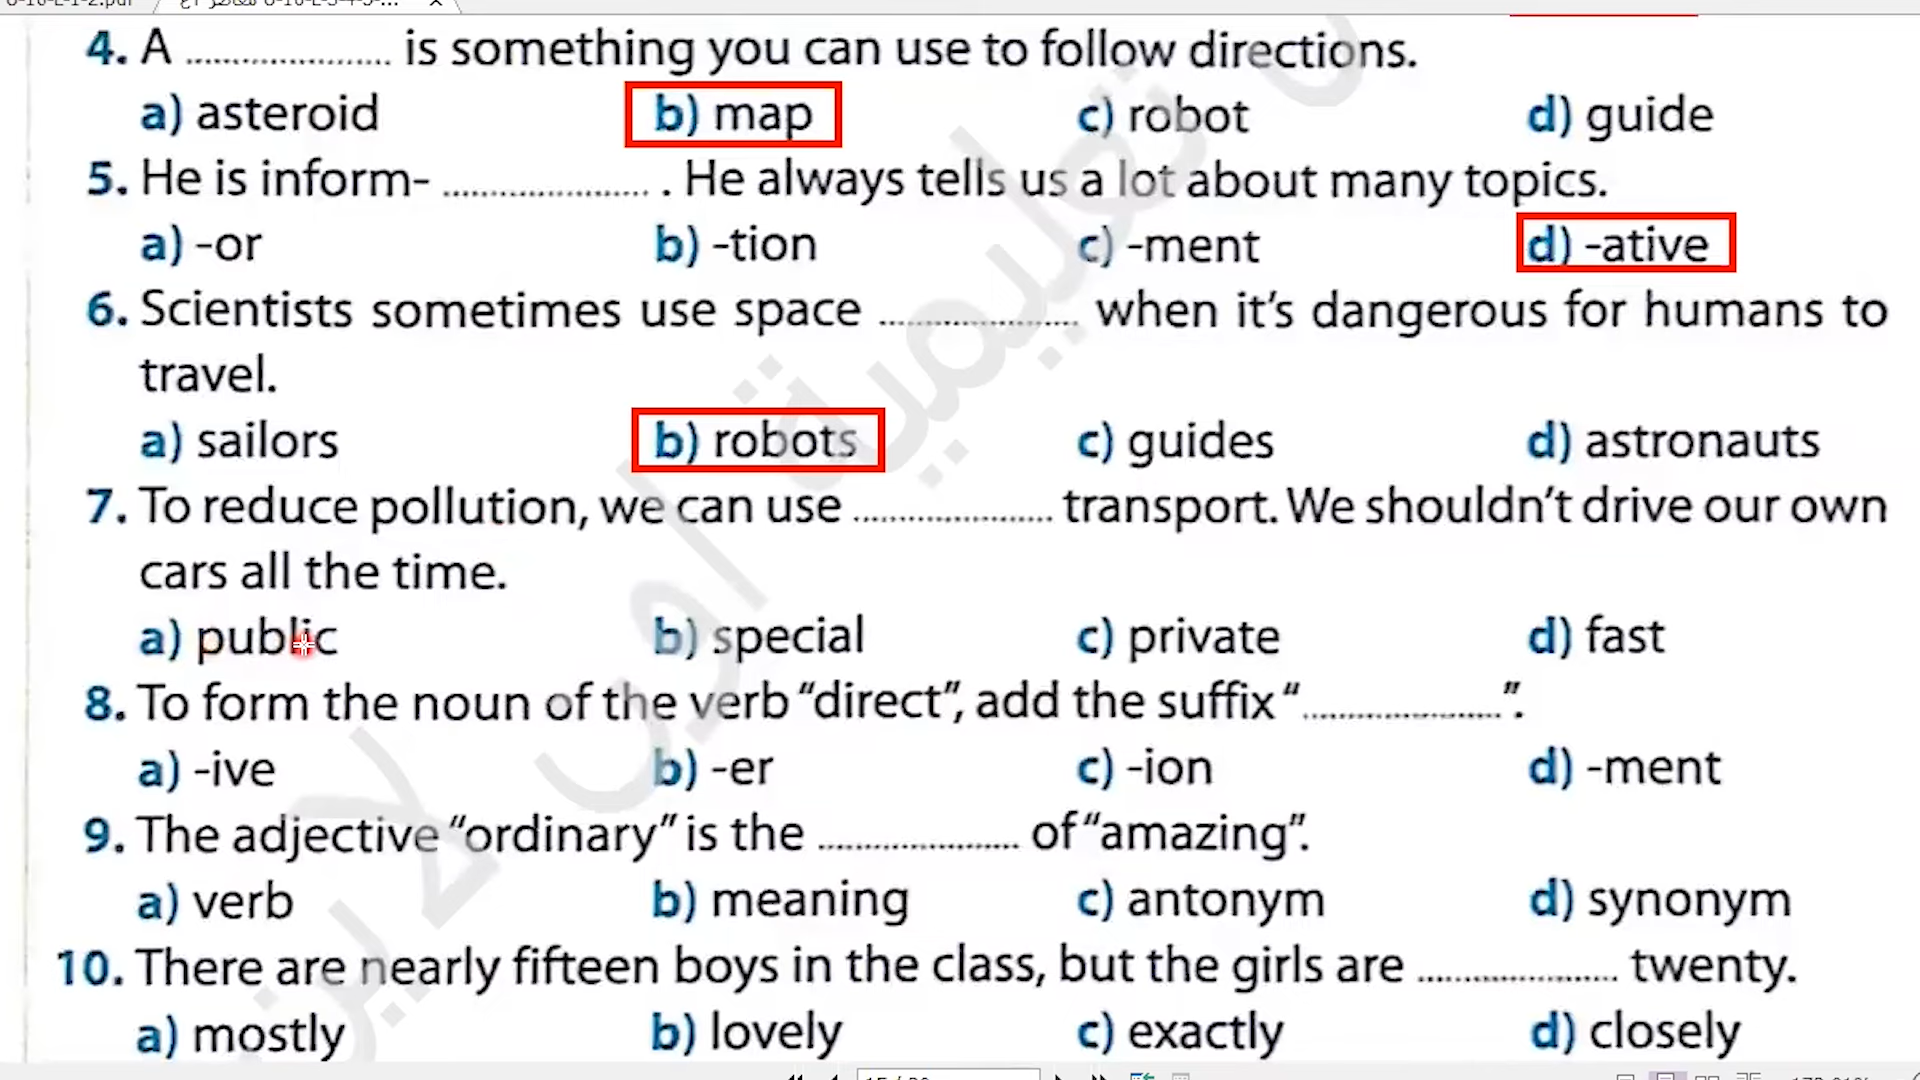 4. A ..................... is something you can use to follow directions.
a) asteroid b) map c) robot d) guide
5. He is inform- ..................... . He always tells us a lot about many topics.
a) -or b) -tion c) -ment d) -ative
6. Scientists sometimes use space ..................... when it's dangerous for humans to
travel.
a) sailors b) robots c) guides d) astronauts
7. To reduce pollution, we can use ..................... transport. We shouldn't drive our own
cars all the time.
a) public b) special c) private d) fast
8. To form the noun of the verb “direct”, add the suffix “.....................”.
a) -ive b) -er c) -ion d) -ment
9. The adjective “ordinary” is the ..................... of “amazing”.
a) verb b) meaning c) antonym d) synonym
10. There are nearly fifteen boys in the class, but the girls are ..................... twenty.
a) mostly b) lovely c) exactly d) closely
تعليمية اون لاين